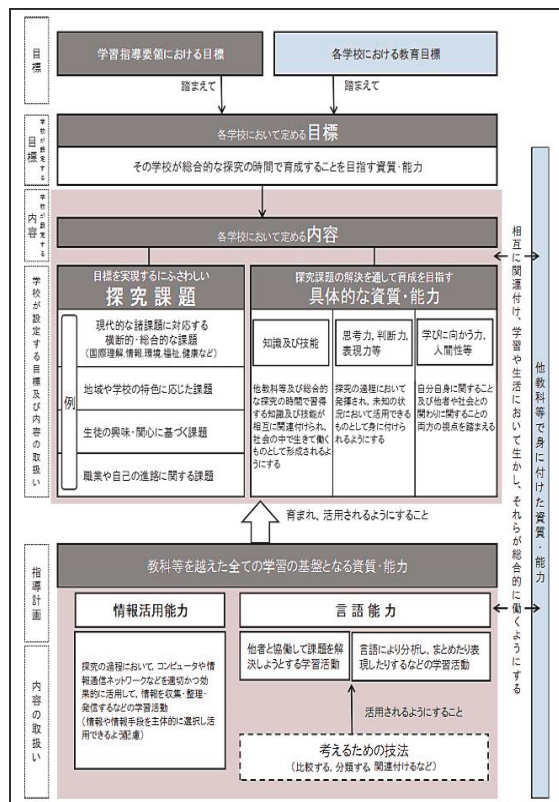 目標
学習指導要領における目標
各学校における教育目標
踏まえて
踏まえて
学校が設定する
目標
各学校において定める目標
その学校が総合的な探究の時間で育成することを目指す資質・能力
学校が設定する
内容
各学校において定める内容
学校が設定する目標及び内容の取扱い
目標を実現するにふさわしい
探究課題
例
現代的な諸課題に対応する
横断的・総合的な課題
(国際理解、情報、環境、福祉、健康など)
地域や学校の特色に応じた課題
生徒の興味・関心に基づく課題
職業や自己の進路に関する課題
探究課題の解決を通して育成を目指す
具体的な資質・能力
知識及び技能
他教科等及び総合的
な探究の時間で習得
する知識及び技能が
相互に関連付けられ、
社会の中で生きて働く
ものとして形成されるよ
うにする
思考力、判断力、
表現力等
探究の過程において
発揮され、未知の
状況において活用できる
ものとして身に付けら
れるようにする
学びに向かう力、
人間性等
自分自身に関すること
及び他者や社会との
関わりに関することの
両方の視点を踏まえる
育まれ、活用されるようにすること
指導計画
教科等を越えた全ての学習の基盤となる資質・能力
内容の取扱い
情報活用能力
探究の過程において、コンピュータや情
報通信ネットワークなどを適切かつ効
果的に活用して、情報を収集・整理・
発信するなどの学習活動
(情報や情報手段を主体的に選択し活
用できるよう配慮)
言語能力
他者と協働して課題を解
決しようとする学習活動
言語により分析し、まとめたり表
現したりするなどの学習活動
活用されるようにすること
考えるための技法
(比較する、分類する、関連付けるなど)
相互に関連付け、学習や生活において生かし、それらが総合的に働くようにする
他教科等で身に付けた資質・能力